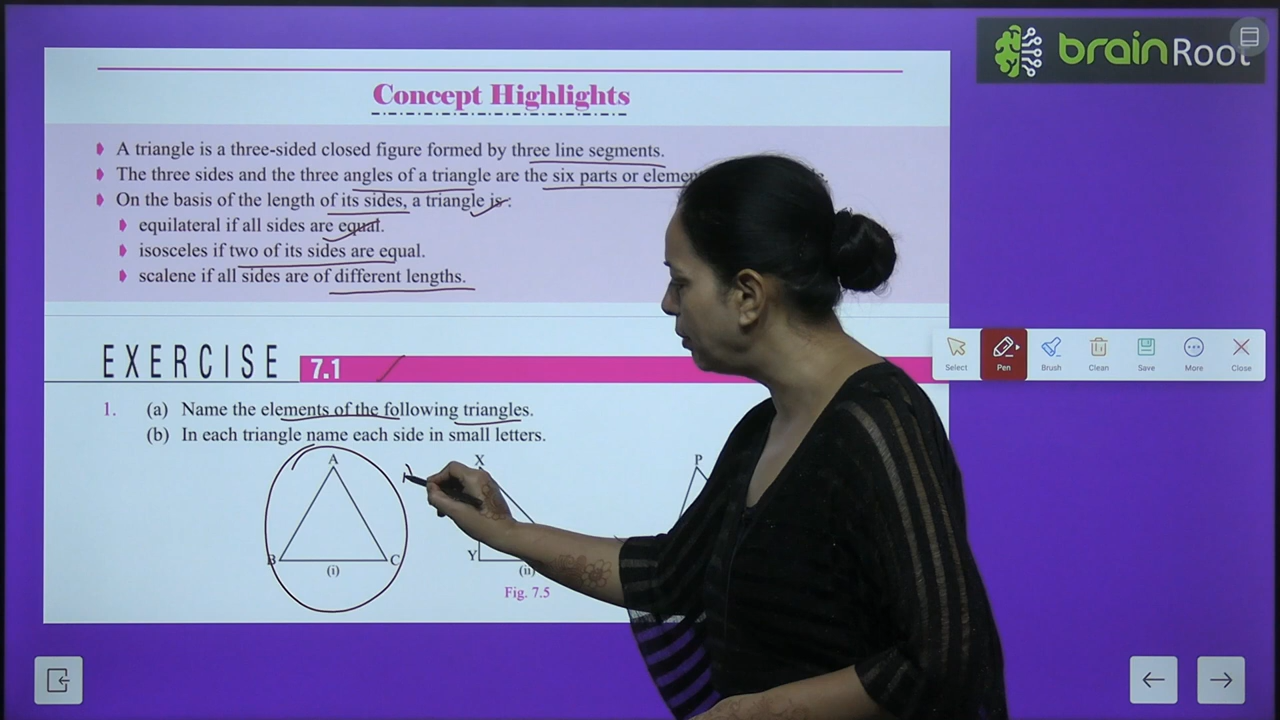 brainRoot
Concept Highlights
A triangle is a three-sided closed figure formed by three line segments.
The three sides and the three angles of a triangle are the six parts or
On the basis of the length of its sides, a triangle is :
equilateral if all sides are equal.
isosceles if two of its sides are equal.
scalene if all sides are of different lengths.
EXERCISE 7.1
1. (a) Name the elements of the following triangles.
(b) In each triangle name each side in small letters.
A X P
B C Y
(i) (ii)
Fig. 7.5
Select Pen Brush Clean Save More Close